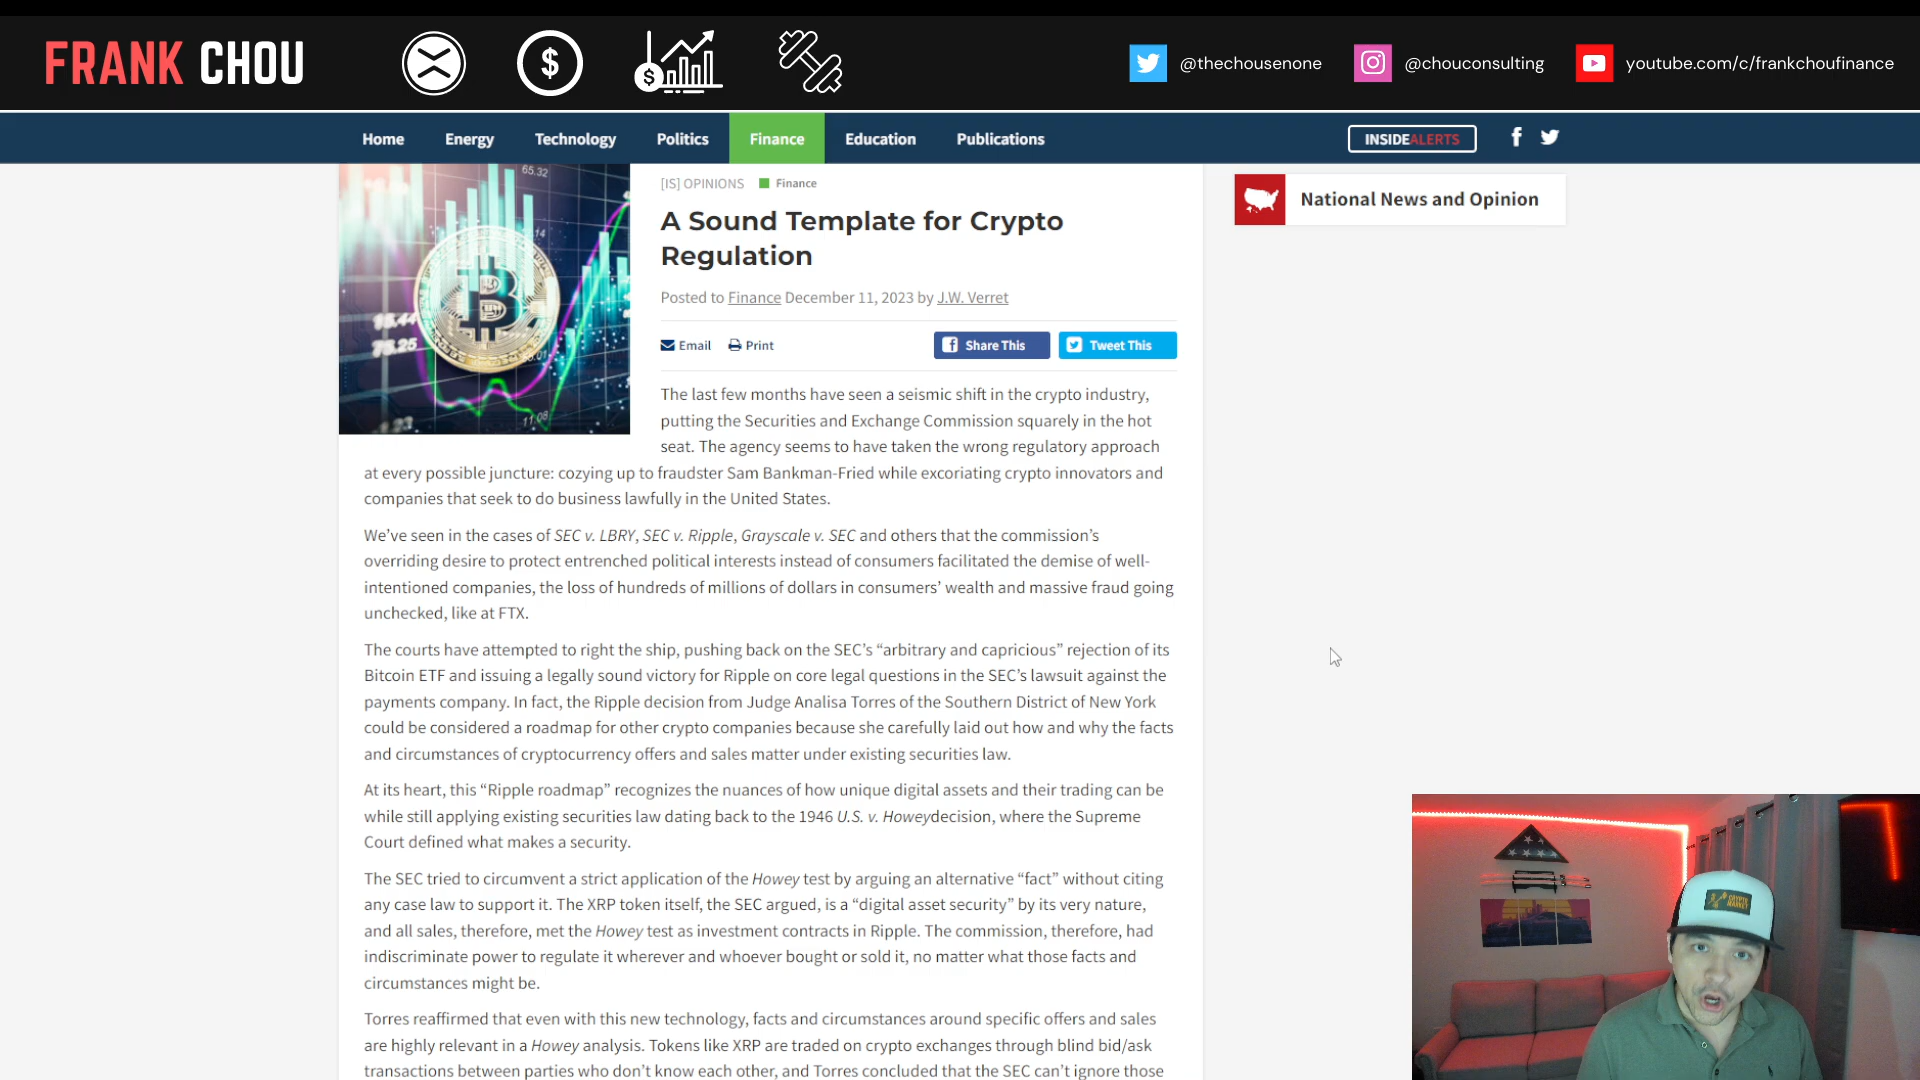 FRANK CHOU
@thechousenone
@chouconsulting
youtube.com/c/frankchoufinance
Home
Energy
Technology
Politics
Finance
Education
Publications
INSIDEALERTS
[IS] OPINIONS
Finance
A Sound Template for Crypto
Regulation
Posted to Finance December 11, 2023 by J.W. Verret
Email
Print
Share This
Tweet This
National News and Opinion
65.32
75.25
11.08
The last few months have seen a seismic shift in the crypto industry,
putting the Securities and Exchange Commission squarely in the hot
seat. The agency seems to have taken the wrong regulatory approach
at every possible juncture: cozying up to fraudster Sam Bankman-Fried while excoriating crypto innovators and
companies that seek to do business lawfully in the United States.
We’ve seen in the cases of SEC v. LBRY, SEC v. Ripple, Grayscale v. SEC and others that the commission’s
overriding desire to protect entrenched political interests instead of consumers facilitated the demise of well-
intentioned companies, the loss of hundreds of millions of dollars in consumers’ wealth and massive fraud going
unchecked, like at FTX.
The courts have attempted to right the ship, pushing back on the SEC’s “arbitrary and capricious” rejection of its
Bitcoin ETF and issuing a legally sound victory for Ripple on core legal questions in the SEC’s lawsuit against the
payments company. In fact, the Ripple decision from Judge Analisa Torres of the Southern District of New York
could be considered a roadmap for other crypto companies because she carefully laid out how and why the facts
and circumstances of cryptocurrency offers and sales matter under existing securities law.
At its heart, this “Ripple roadmap” recognizes the nuances of how unique digital assets and their trading can be
while still applying existing securities law dating back to the 1946 U.S. v. Howeydecision, where the Supreme
Court defined what makes a security.
The SEC tried to circumvent a strict application of the Howey test by arguing an alternative “fact” without citing
any case law to support it. The XRP token itself, the SEC argued, is a “digital asset security” by its very nature,
and all sales, therefore, met the Howey test as investment contracts in Ripple. The commission, therefore, had
indiscriminate power to regulate it wherever and whoever bought or sold it, no matter what those facts and
circumstances might be.
Torres reaffirmed that even with this new technology, facts and circumstances around specific offers and sales
are highly relevant in a Howey analysis. Tokens like XRP are traded on crypto exchanges through blind bid/ask
transactions between parties who don’t know each other, and Torres concluded that the SEC can’t ignore those
CRYPTO
MARKET